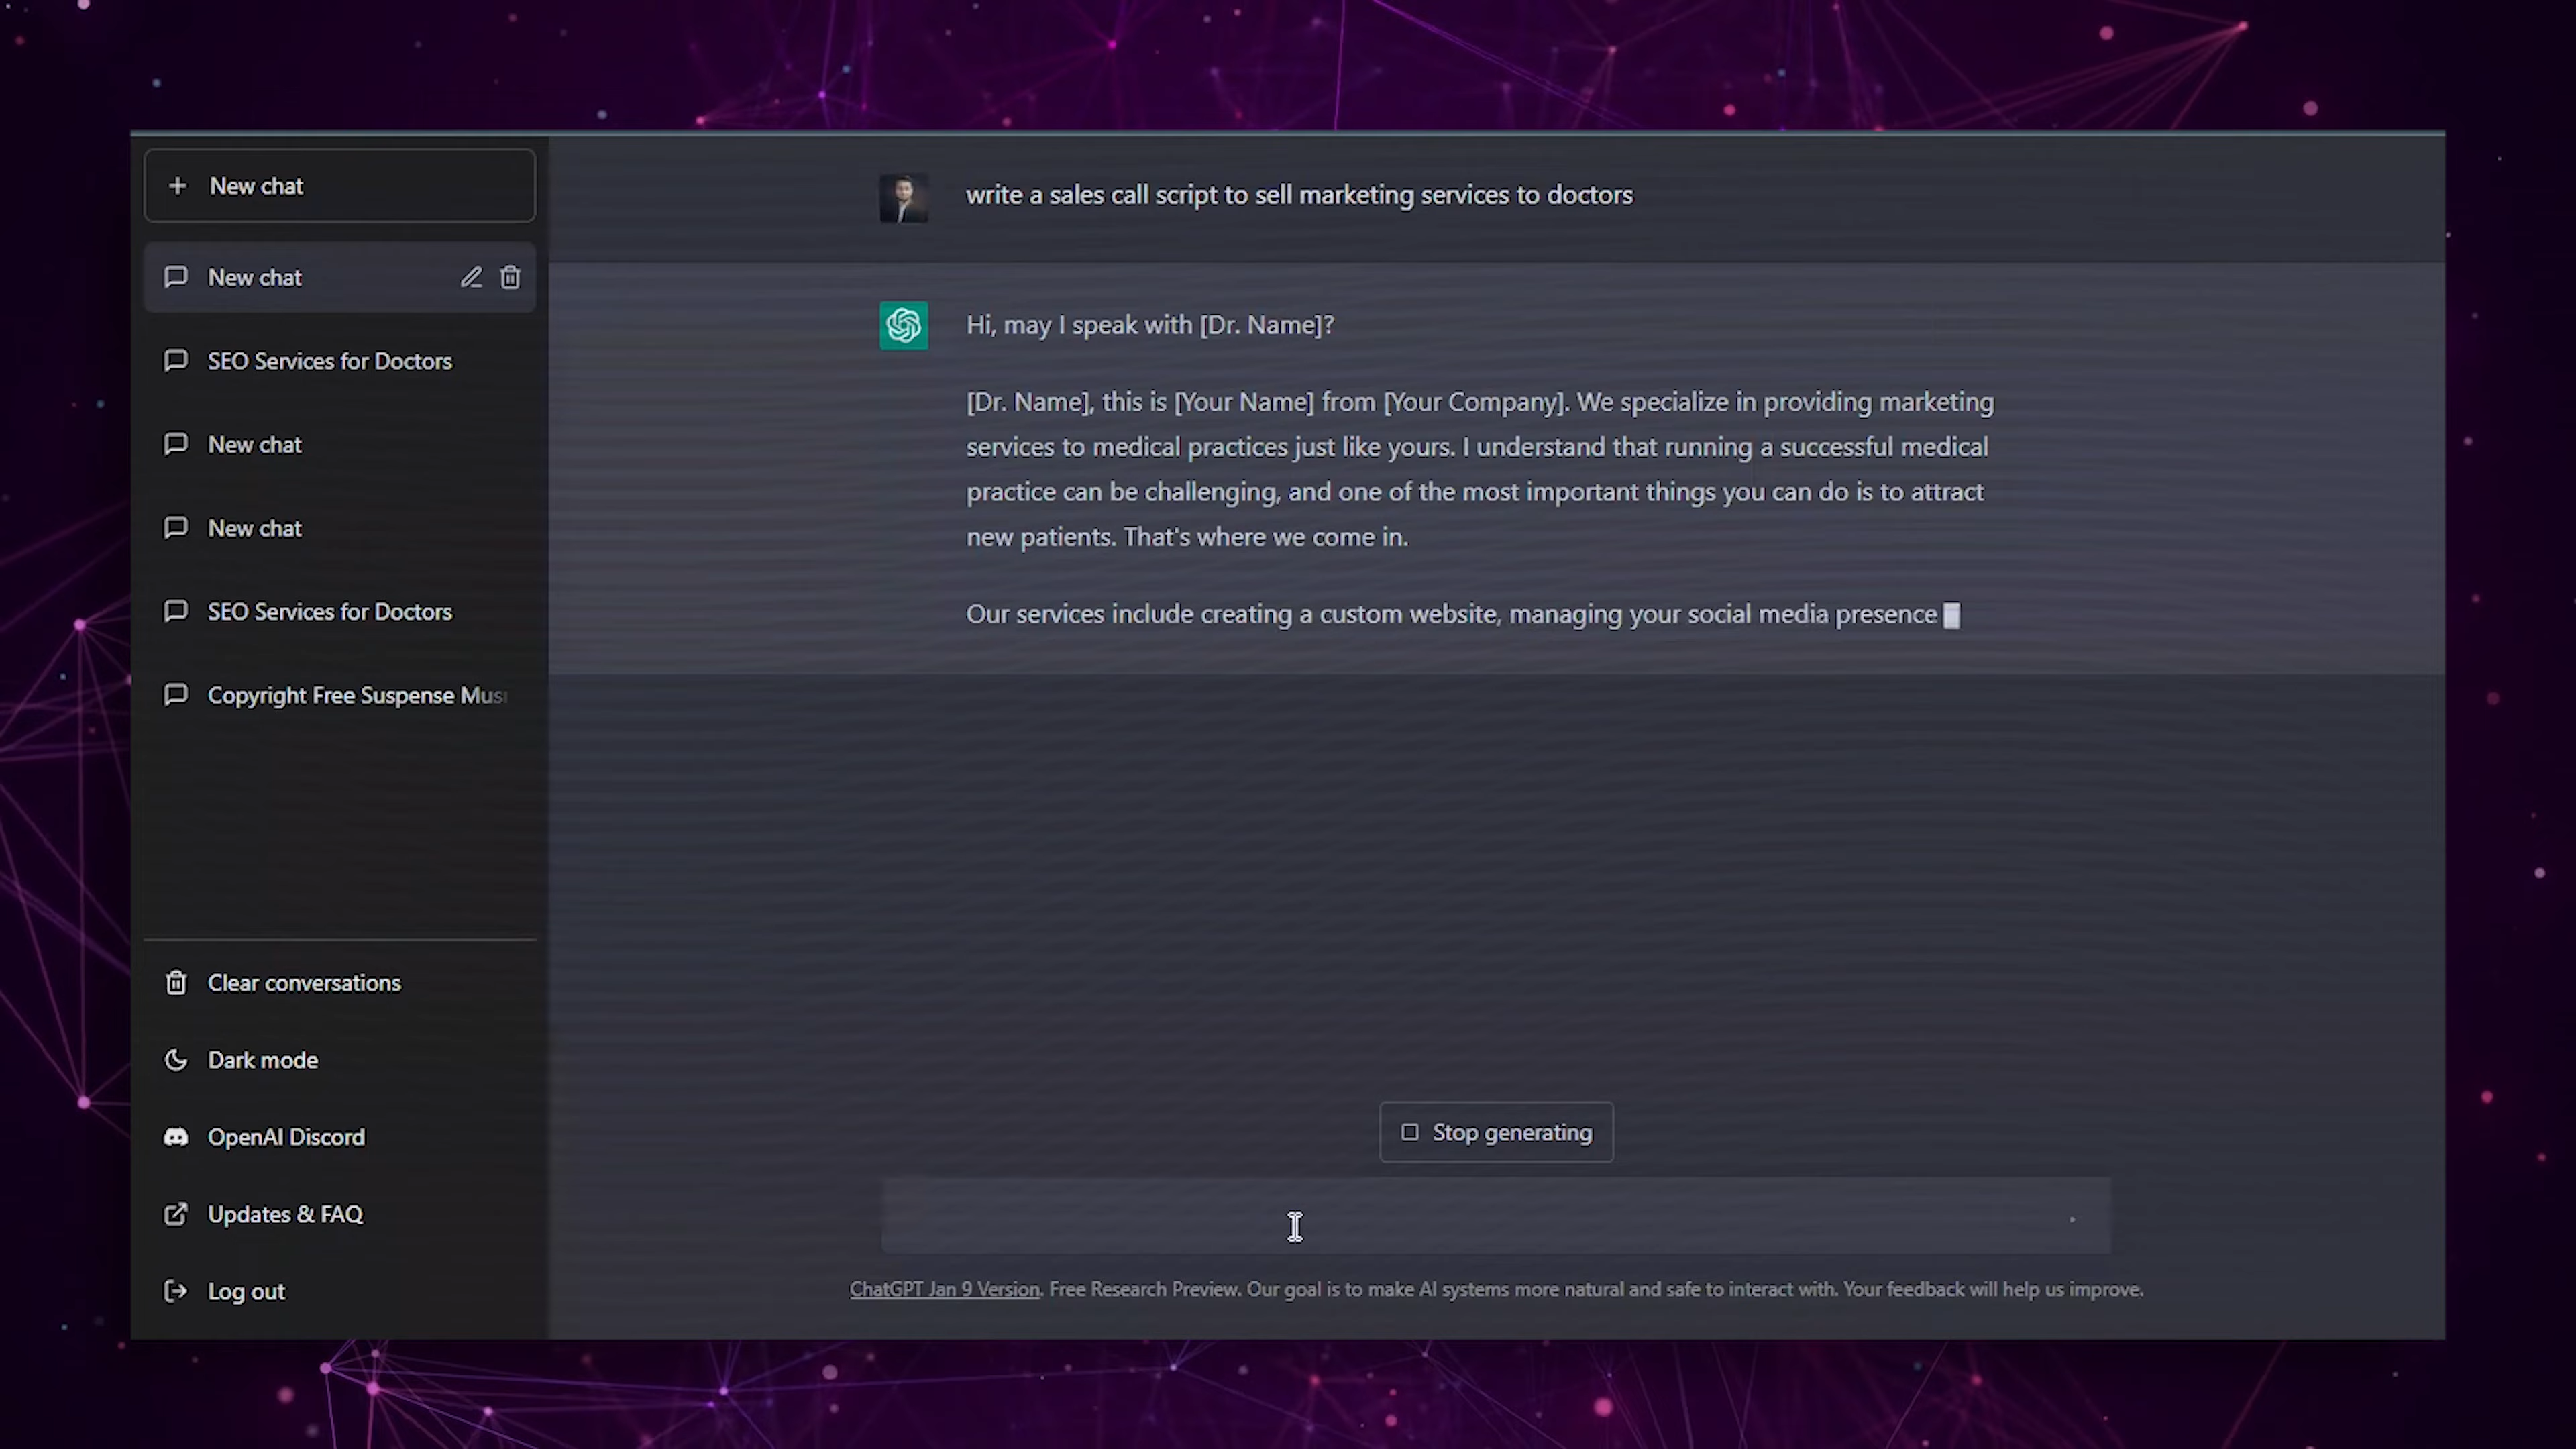 New chat
New chat
SEO Services for Doctors
New chat
New chat
SEO Services for Doctors
Copyright Free Suspense Mus
Clear conversations
Dark mode
OpenAI Discord
Updates & FAQ
Log out
write a sales call script to sell marketing services to doctors
Hi, may I speak with [Dr. Name]?
[Dr. Name], this is [Your Name] from [Your Company]. We specialize in providing marketing
services to medical practices just like yours. I understand that running a successful medical
practice can be challenging, and one of the most important things you can do is to attract
new patients. That's where we come in.
Our services include creating a custom website, managing your social media presence
Stop generating
ChatGPT Jan 9 Version. Free Research Preview. Our goal is to make AI systems more natural and safe to interact with. Your feedback will help us improve.